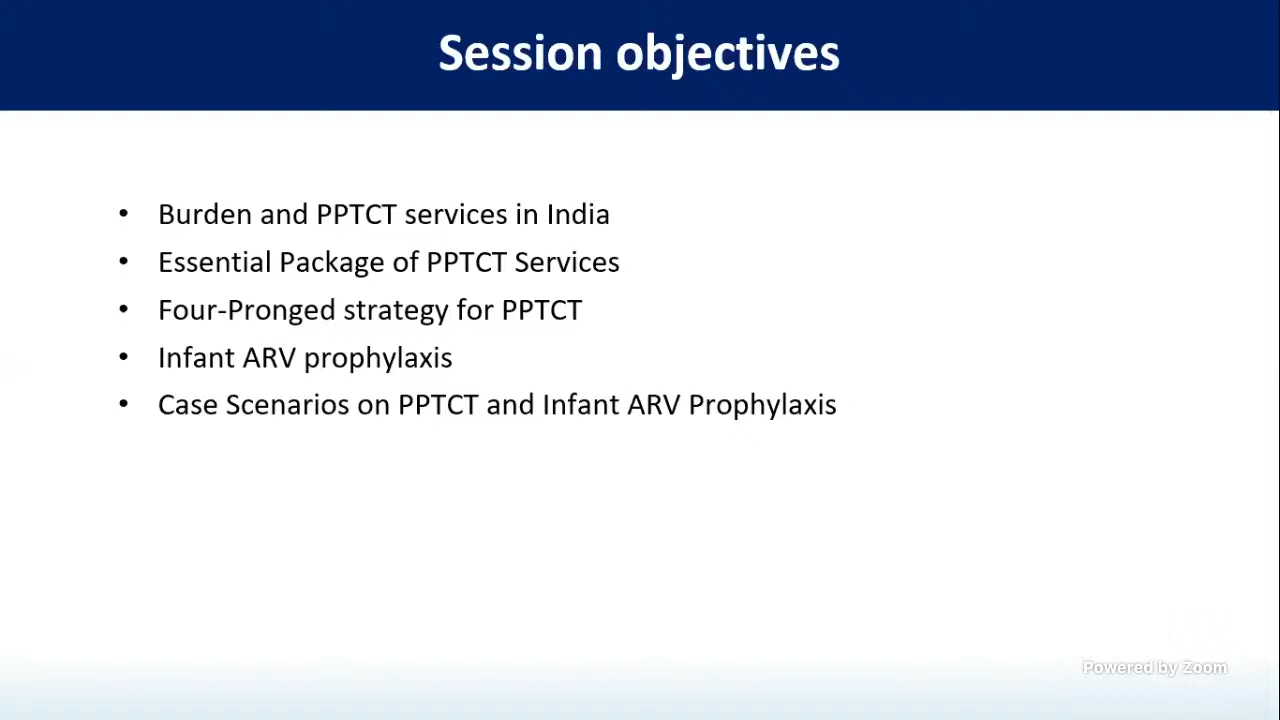 Session objectives
• Burden and PPTCT services in India
• Essential Package of PPTCT Services
• Four-Pronged strategy for PPTCT
• Infant ARV prophylaxis
• Case Scenarios on PPTCT and Infant ARV Prophylaxis
Powered by Zoom